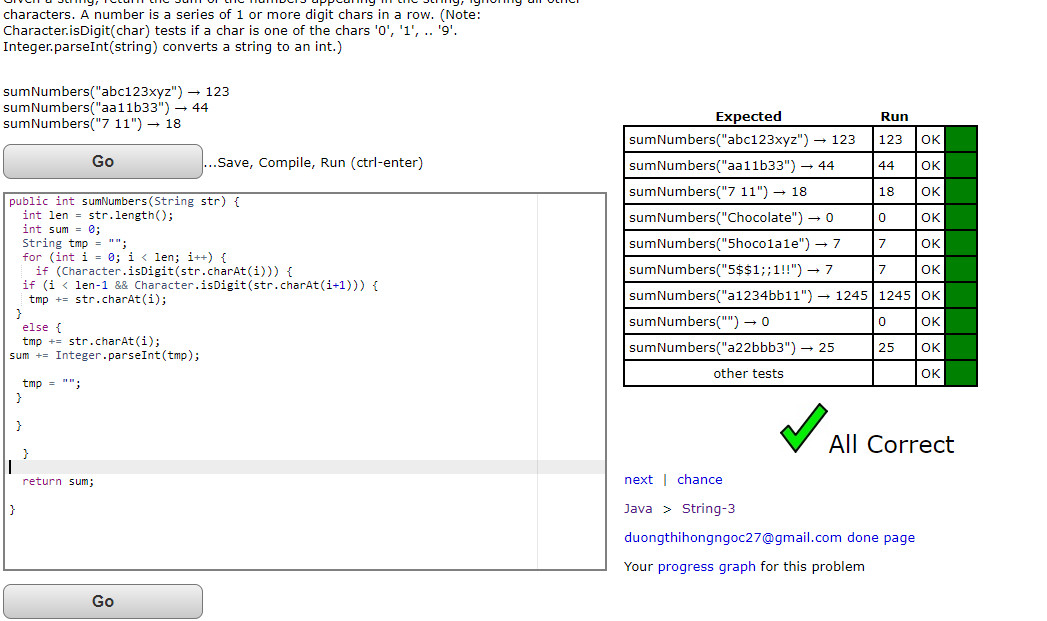 characters. A number is a series of 1 or more digit chars in a row. (Note:
Character.isDigit(char) tests if a char is one of the chars '0', '1', .. '9'.
Integer.parseInt(string) converts a string to an int.)
sumNumbers("abc123xyz") → 123
sumNumbers("aa11b33") → 44
sumNumbers("7 11") → 18
Go
...Save, Compile, Run (ctrl-enter)
public int sumNumbers(String str) {
int len = str.length();
int sum = 0;
String tmp = "";
for (int i = 0; i < len; i++) {
if (Character.isDigit(str.charAt(i))) {
if (i < len-1 && Character.isDigit(str.charAt(i+1))) {
tmp += str.charAt(i);
}
else {
tmp += str.charAt(i);
sum += Integer.parseInt(tmp);
tmp = "";
}
}
}
return sum;
}
Go
Expected Run
sumNumbers("abc123xyz") → 123 123 OK
sumNumbers("aa11b33") → 44 44 OK
sumNumbers("7 11") → 18 18 OK
sumNumbers("Chocolate") → 0 0 OK
sumNumbers("5hoco1a1e") → 7 7 OK
sumNumbers("5$$1;;1!!") → 7 7 OK
sumNumbers("a1234bb11") → 1245 1245 OK
sumNumbers("") → 0 0 OK
sumNumbers("a22bbb3") → 25 25 OK
other tests OK
All Correct
next | chance
Java > String-3
duongthihongngoc27@gmail.com done page
Your progress graph for this problem